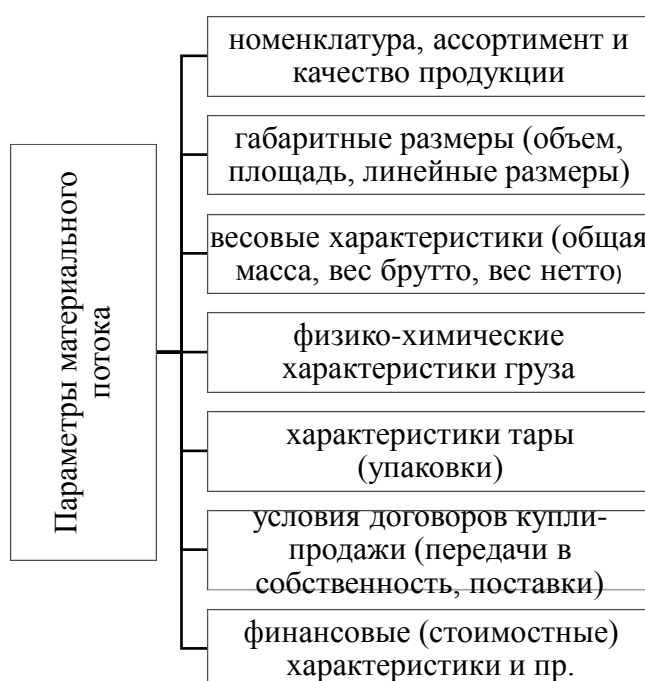 Параметры материального
потока
номенклатура, ассортимент и
качество продукции
габаритные размеры (объем,
площадь, линейные размеры)
весовые характеристики (общая
масса, вес брутто, вес нетто)
физико-химические
характеристики груза
характеристики тары
(упаковки)
условия договоров купли-
продажи (передачи в
собственность, поставки)
финансовые (стоимостные)
характеристики и пр.